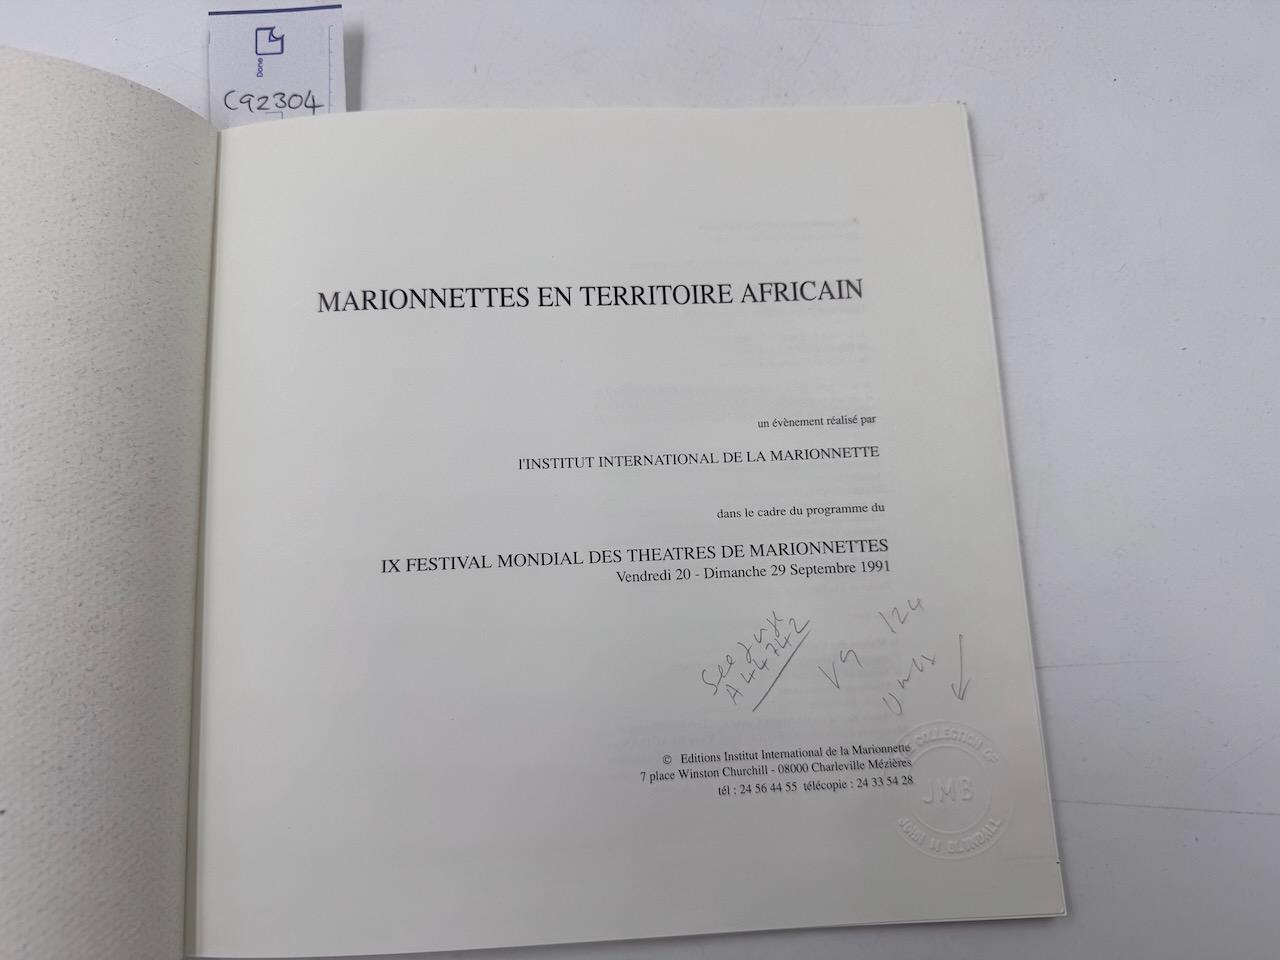 Done
C92304
MARIONNETTES EN TERRITOIRE AFRICAIN
un évènement réalisé par
l'INSTITUT INTERNATIONAL DE LA MARIONNETTE
dans le cadre du programme du
IX FESTIVAL MONDIAL DES THEATRES DE MARIONNETTES
Vendredi 20 - Dimanche 29 Septembre 1991
See
A44742
V9
124
© Editions Institut International de la Marionnette
7 place Winston Churchill - 08000 Charleville Mézières
tél : 24 56 44 55 télécopie : 24 33 54 28
COLLECTION OF
JMB
JOHN M BLUNDALL